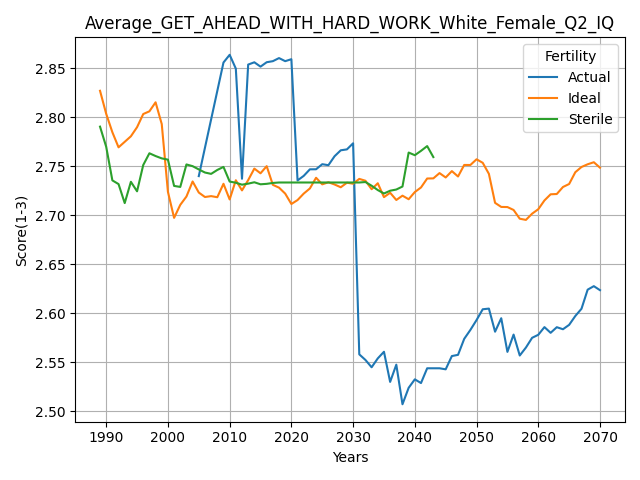 Average_GET_AHEAD_WITH_HARD_WORK_White_Female_Q2_IQ
Fertility
Actual
Ideal
Sterile
Score(1-3)
2.85
2.80
2.75
2.70
2.65
2.60
2.55
2.50
1990 2000 2010 2020 2030 2040 2050 2060 2070
Years